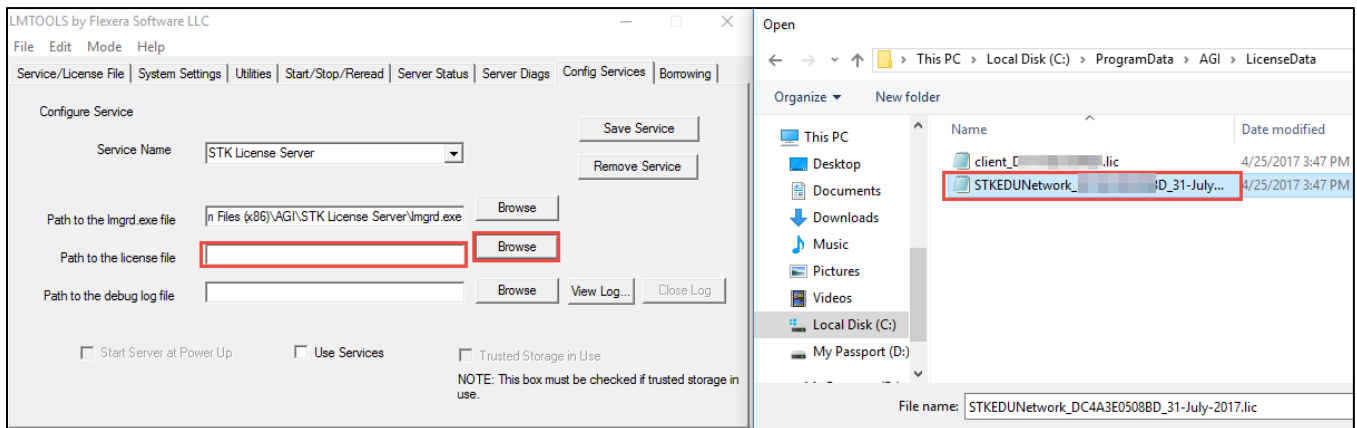 LMTOOLS by Flexera Software LLC
File Edit Mode Help
Service/License File System Settings Utilities Start/Stop/Reread Server Status Server Diags Config Services Borrowing
Configure Service
Save Service
Service Name STK License Server
Remove Service
Path to the lmgrd.exe file n Files (x86)\AGI\STK License Server\lmgrd.exe Browse
Path to the license file Browse
Path to the debug log file Browse View Log... Close Log
Start Server at Power Up Use Services Trusted Storage in Use
NOTE: This box must be checked if trusted storage in
use.
Open
This PC > Local Disk (C:) > ProgramData > AGI > LicenseData
Organize New folder
Name Date modified
This PC
Desktop
Documents
Downloads
Music
Pictures
Videos
Local Disk (C:)
My Passport (D:)
client_D .lic 4/25/2017 3:47 PM
STKEDUNetwork_ BD_31-July... 4/25/2017 3:47 PM
File name: STKEDUNetwork_DC4A3E0508BD_31-July-2017.lic